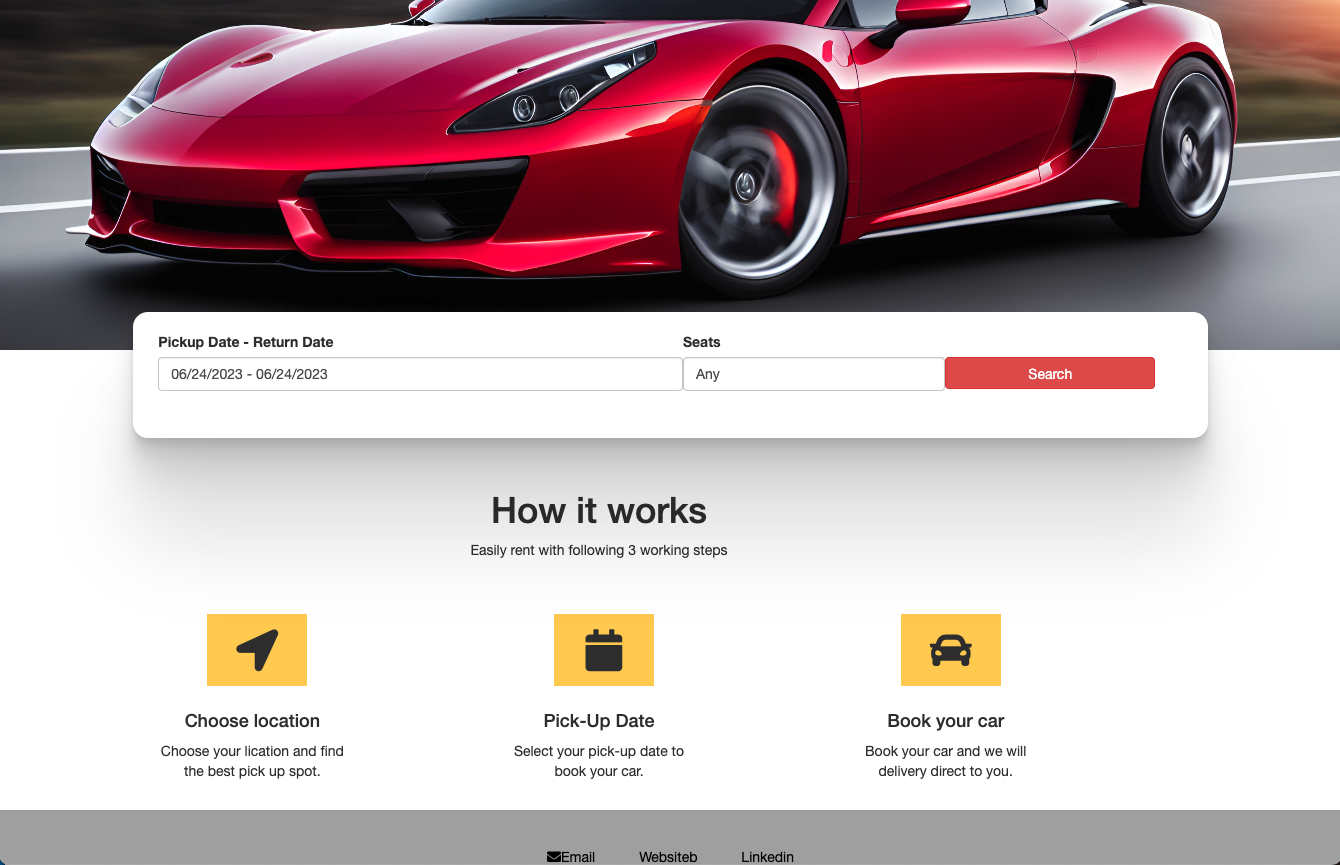 Pickup Date - Return Date
Seats
06/24/2023 - 06/24/2023
Any
Search
How it works
Easily rent with following 3 working steps
Choose location
Choose your lication and find
the best pick up spot.
Pick-Up Date
Select your pick-up date to
book your car.
Book your car
Book your car and we will
delivery direct to you.
Email
Websiteb
Linkedin